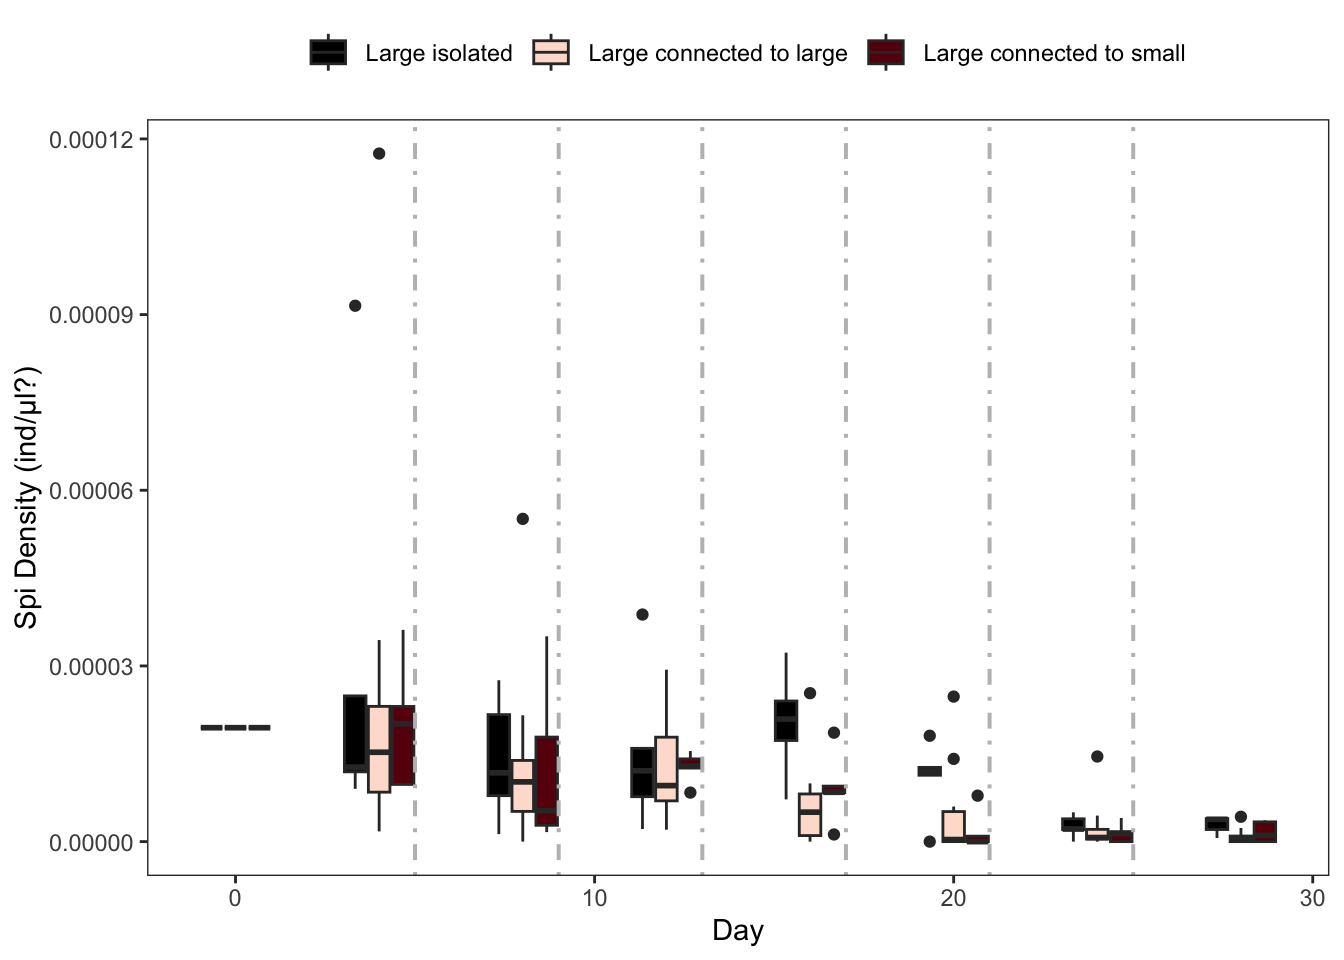 Large isolated Large connected to large Large connected to small
0.00012
0.00009
0.00006
0.00003
0.00000
Spi Density (ind/µl?)
0 10 20 30
Day